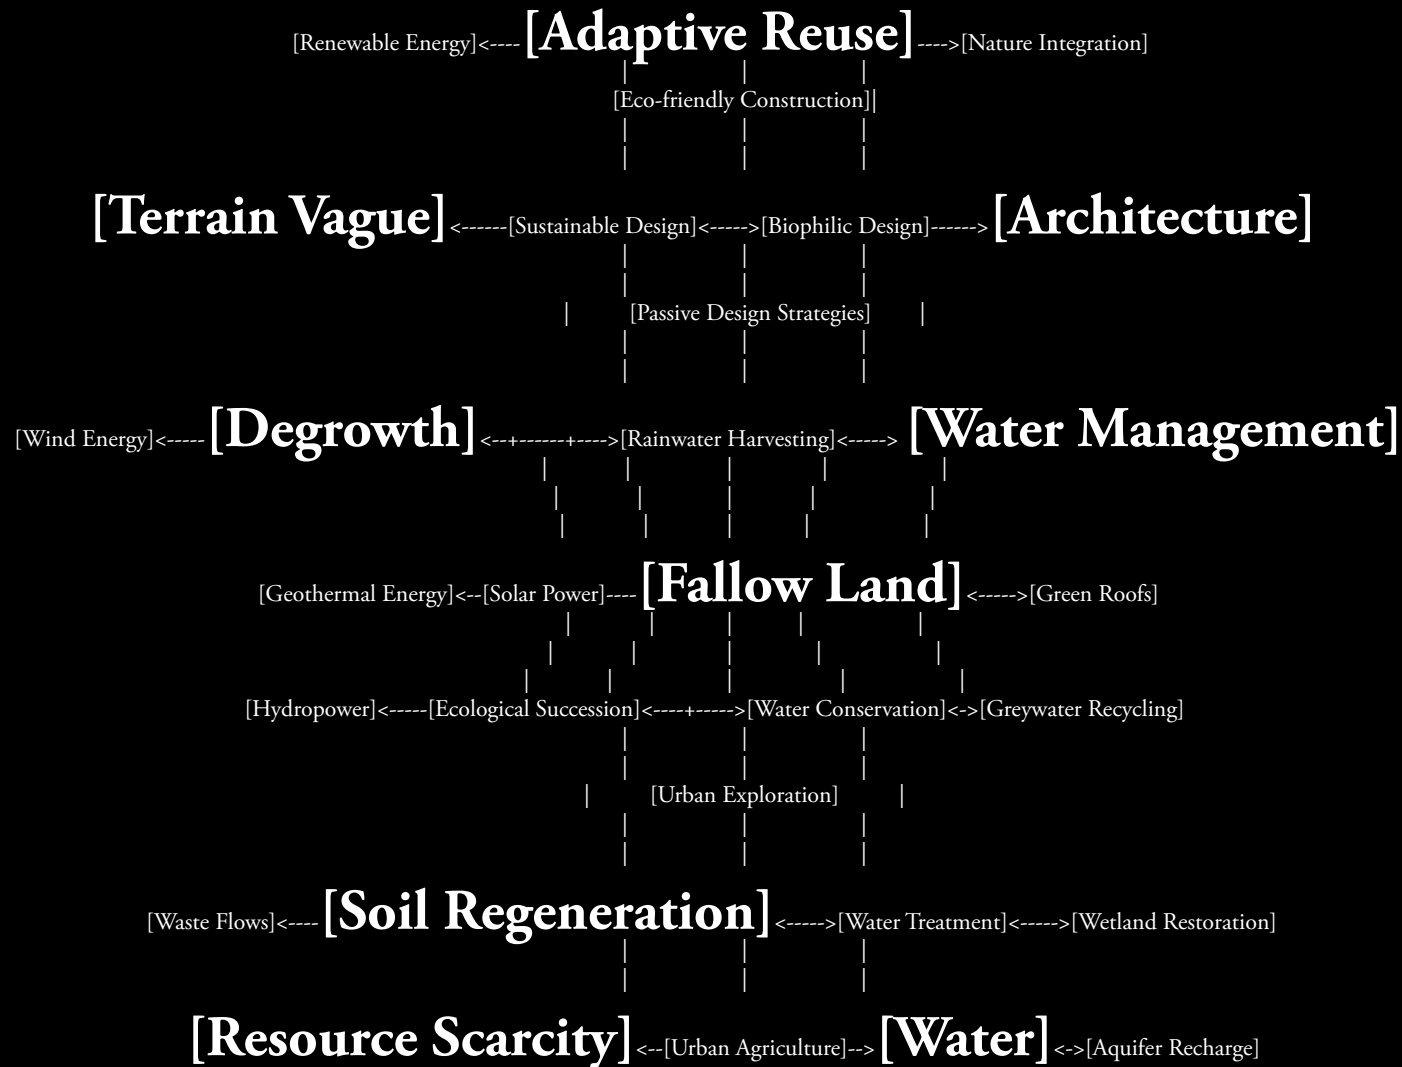 [Renewable Energy]<----[Adaptive Reuse]---->[Nature Integration]
| | |
[Eco-friendly Construction]|
| | |
| | |
[Terrain Vague]<------[Sustainable Design]<----->[Biophilic Design]------>[Architecture]
| | |
| | |
| [Passive Design Strategies] |
| | |
| | |
[Wind Energy]<-----[Degrowth]<--+------+---->[Rainwater Harvesting]<----->[Water Management]
| | | | |
| | | | |
| | | | |
[Geothermal Energy]<--[Solar Power]----[Fallow Land]<----->[Green Roofs]
| | | | |
| | | | |
| | | | |
[Hydropower]<-----[Ecological Succession]<----+----->[Water Conservation]<->[Greywater Recycling]
| | |
| | |
| [Urban Exploration] |
| | |
| | |
[Waste Flows]<----[Soil Regeneration]<----->[Water Treatment]<----->[Wetland Restoration]
| | |
| | |
[Resource Scarcity]<--[Urban Agriculture]-->[Water]<->[Aquifer Recharge]